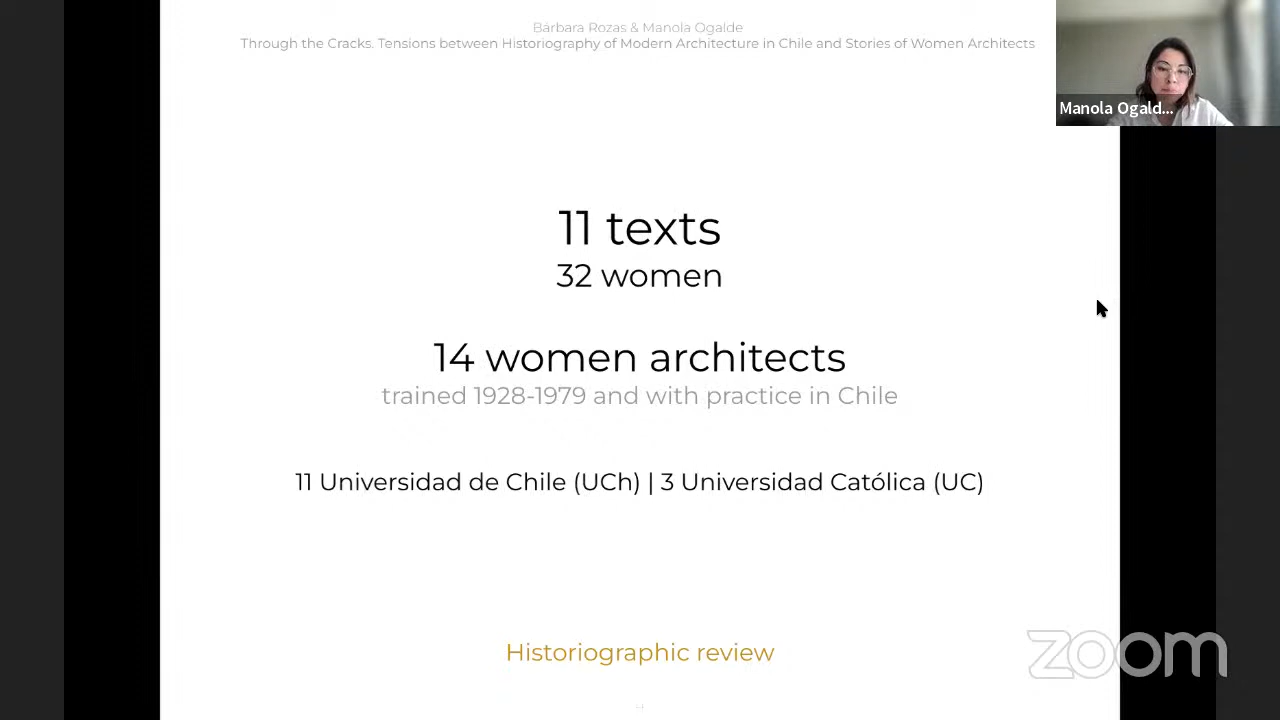 Bárbara Rozas & Manola Ogalde
Through the Cracks. Tensions between Historiography of Modern Architecture in Chile and Stories of Women Architects
Manola Ogald...
11 texts
32 women
14 women architects
trained 1928-1979 and with practice in Chile
11 Universidad de Chile (UCh) | 3 Universidad Católica (UC)
Historiographic review
zoom